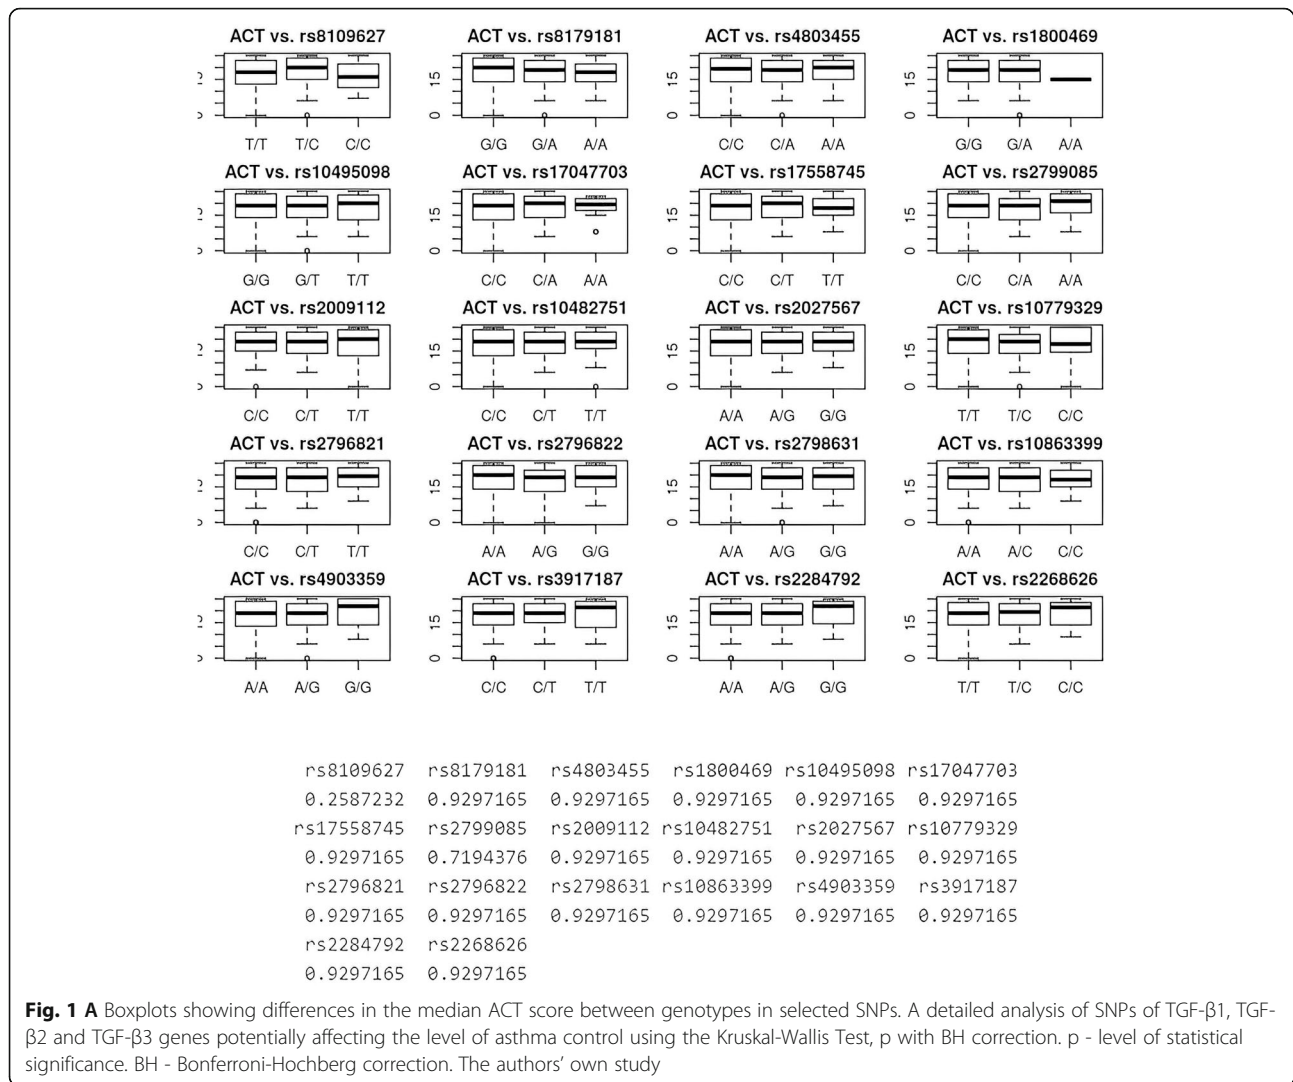 ACT vs. rs8109627 ACT vs. rs8179181 ACT vs. rs4803455 ACT vs. rs1800469
0 15 0 15 0 15
T/T T/C C/C G/G G/A A/A C/C C/A A/A G/G G/A A/A
ACT vs. rs10495098 ACT vs. rs17047703 ACT vs. rs17558745 ACT vs. rs2799085
0 15 0 15 0 15
G/G G/T T/T C/C C/A A/A C/C C/T T/T C/C C/A A/A
ACT vs. rs2009112 ACT vs. rs10482751 ACT vs. rs2027567 ACT vs. rs10779329
0 15 0 15 0 15
C/C C/T T/T C/C C/T T/T A/A A/G G/G T/T T/C C/C
ACT vs. rs2796821 ACT vs. rs2796822 ACT vs. rs2798631 ACT vs. rs10863399
0 15 0 15 0 15
C/C C/T T/T A/A A/G G/G A/A A/G G/G A/A A/C C/C
ACT vs. rs4903359 ACT vs. rs3917187 ACT vs. rs2284792 ACT vs. rs2268626
0 15 0 15 0 15
A/A A/G G/G C/C C/T T/T A/A A/G G/G T/T T/C C/C
rs8109627 rs8179181 rs4803455 rs1800469 rs10495098 rs17047703
0.2587232 0.9297165 0.9297165 0.9297165 0.9297165 0.9297165
rs17558745 rs2799085 rs2009112 rs10482751 rs2027567 rs10779329
0.9297165 0.7194376 0.9297165 0.9297165 0.9297165 0.9297165
rs2796821 rs2796822 rs2798631 rs10863399 rs4903359 rs3917187
0.9297165 0.9297165 0.9297165 0.9297165 0.9297165 0.9297165
rs2284792 rs2268626
0.9297165 0.9297165
Fig. 1 A Boxplots showing differences in the median ACT score between genotypes in selected SNPs. A detailed analysis of SNPs of TGF-β1, TGF-
β2 and TGF-β3 genes potentially affecting the level of asthma control using the Kruskal-Wallis Test, p with BH correction. p - level of statistical
significance. BH - Bonferroni-Hochberg correction. The authors' own study